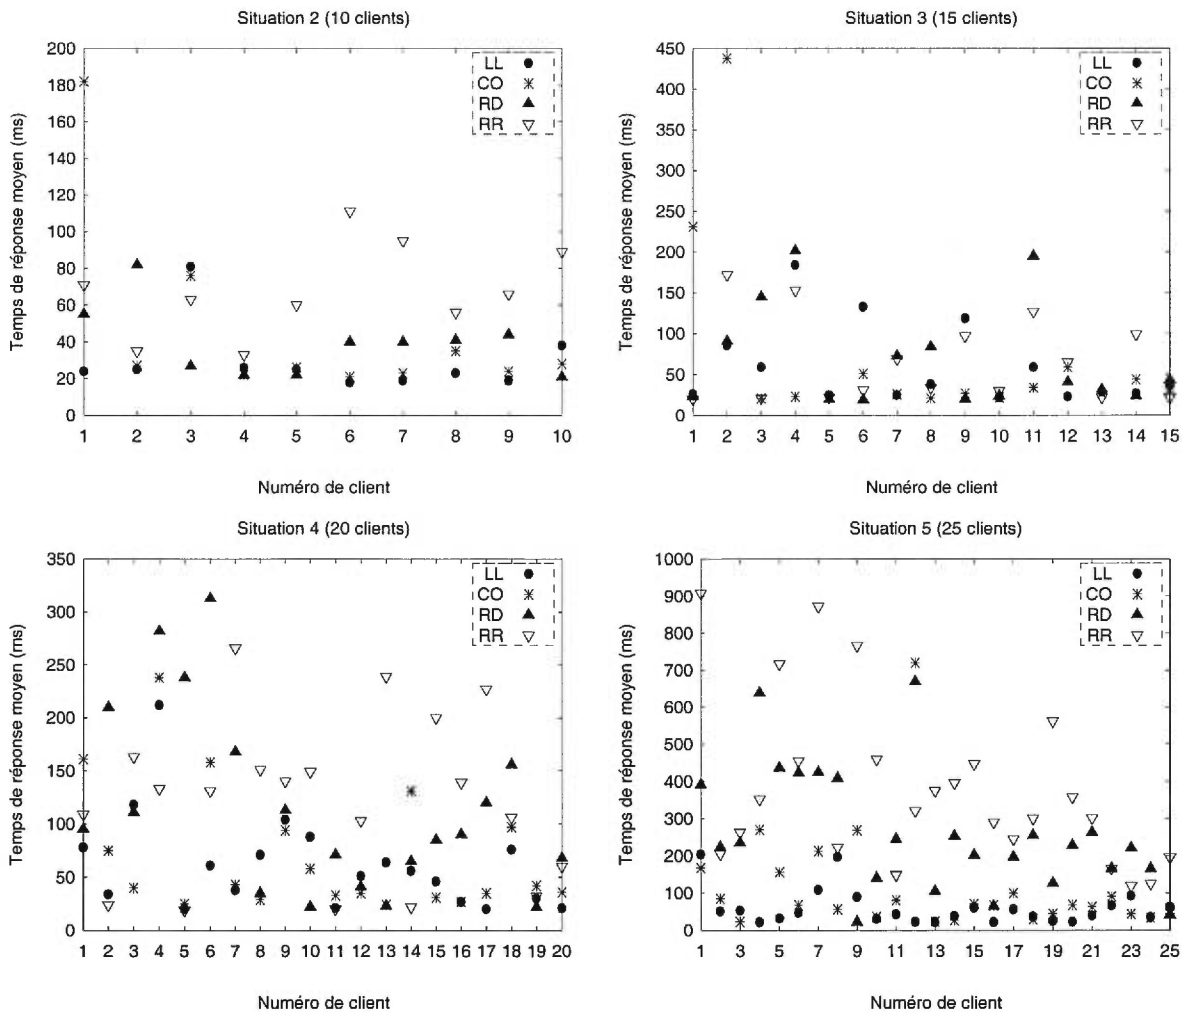 Situation 2 (10 clients)
200
180
160
140
120
100
80
60
40
20
0
Temps de réponse moyen (ms)
LL
CO
RD
RR
1 2 3 4 5 6 7 8 9 10
Numéro de client
Situation 3 (15 clients)
450
400
350
300
250
200
150
100
50
0
Temps de réponse moyen (ms)
LL
CO
RD
RR
1 2 3 4 5 6 7 8 9 10 11 12 13 14 15
Numéro de client
Situation 4 (20 clients)
350
300
250
200
150
100
50
0
Temps de réponse moyen (ms)
LL
CO
RD
RR
1 2 3 4 5 6 7 8 9 10 11 12 13 14 15 16 17 18 19 20
Numéro de client
Situation 5 (25 clients)
1000
900
800
700
600
500
400
300
200
100
0
Temps de réponse moyen (ms)
LL
CO
RD
RR
1 3 5 7 9 11 13 15 17 19 21 23 25
Numéro de client